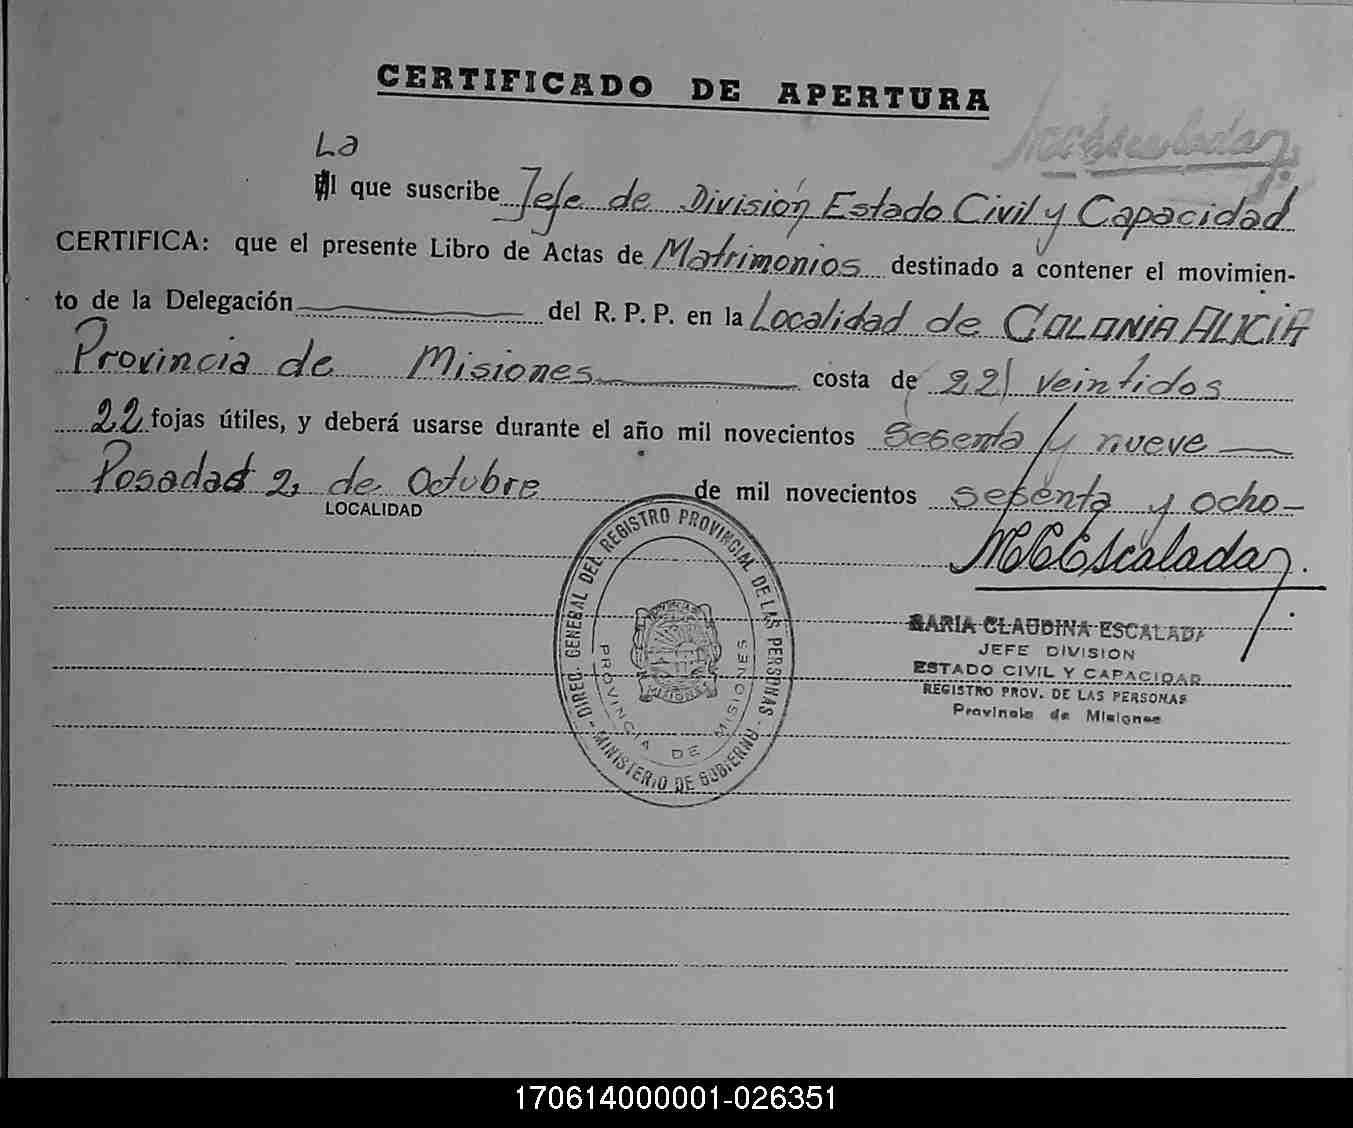 CERTIFICADO DE APERTURA
La
El que suscribe Jefe de División Estado Civil y Capacidad
CERTIFICA: que el presente Libro de Actas de Matrimonios destinado a contener el movimien-
to de la Delegación del R. P. P. en la Localidad de COLONIA ALICIA
Provincia de Misiones costa de 22 veintidos
22 fojas útiles, y deberá usarse durante el año mil novecientos sesenta y nueve
Posadas 2, de Octubre de mil novecientos sesenta y ocho-
LOCALIDAD
MCEscalada
DIREC. GENERAL DEL REGISTRO PROVINCIAL DE LAS PERSONAS - MINISTERIO DE GOBIERNO -
PROVINCIA DE MISIONES
MISIONES
MARIA CLAUDINA ESCALADA
JEFE DIVISION
ESTADO CIVIL Y CAPACIDAD
REGISTRO PROV. DE LAS PERSONAS
Provincia de Misiones
170614000001-026351